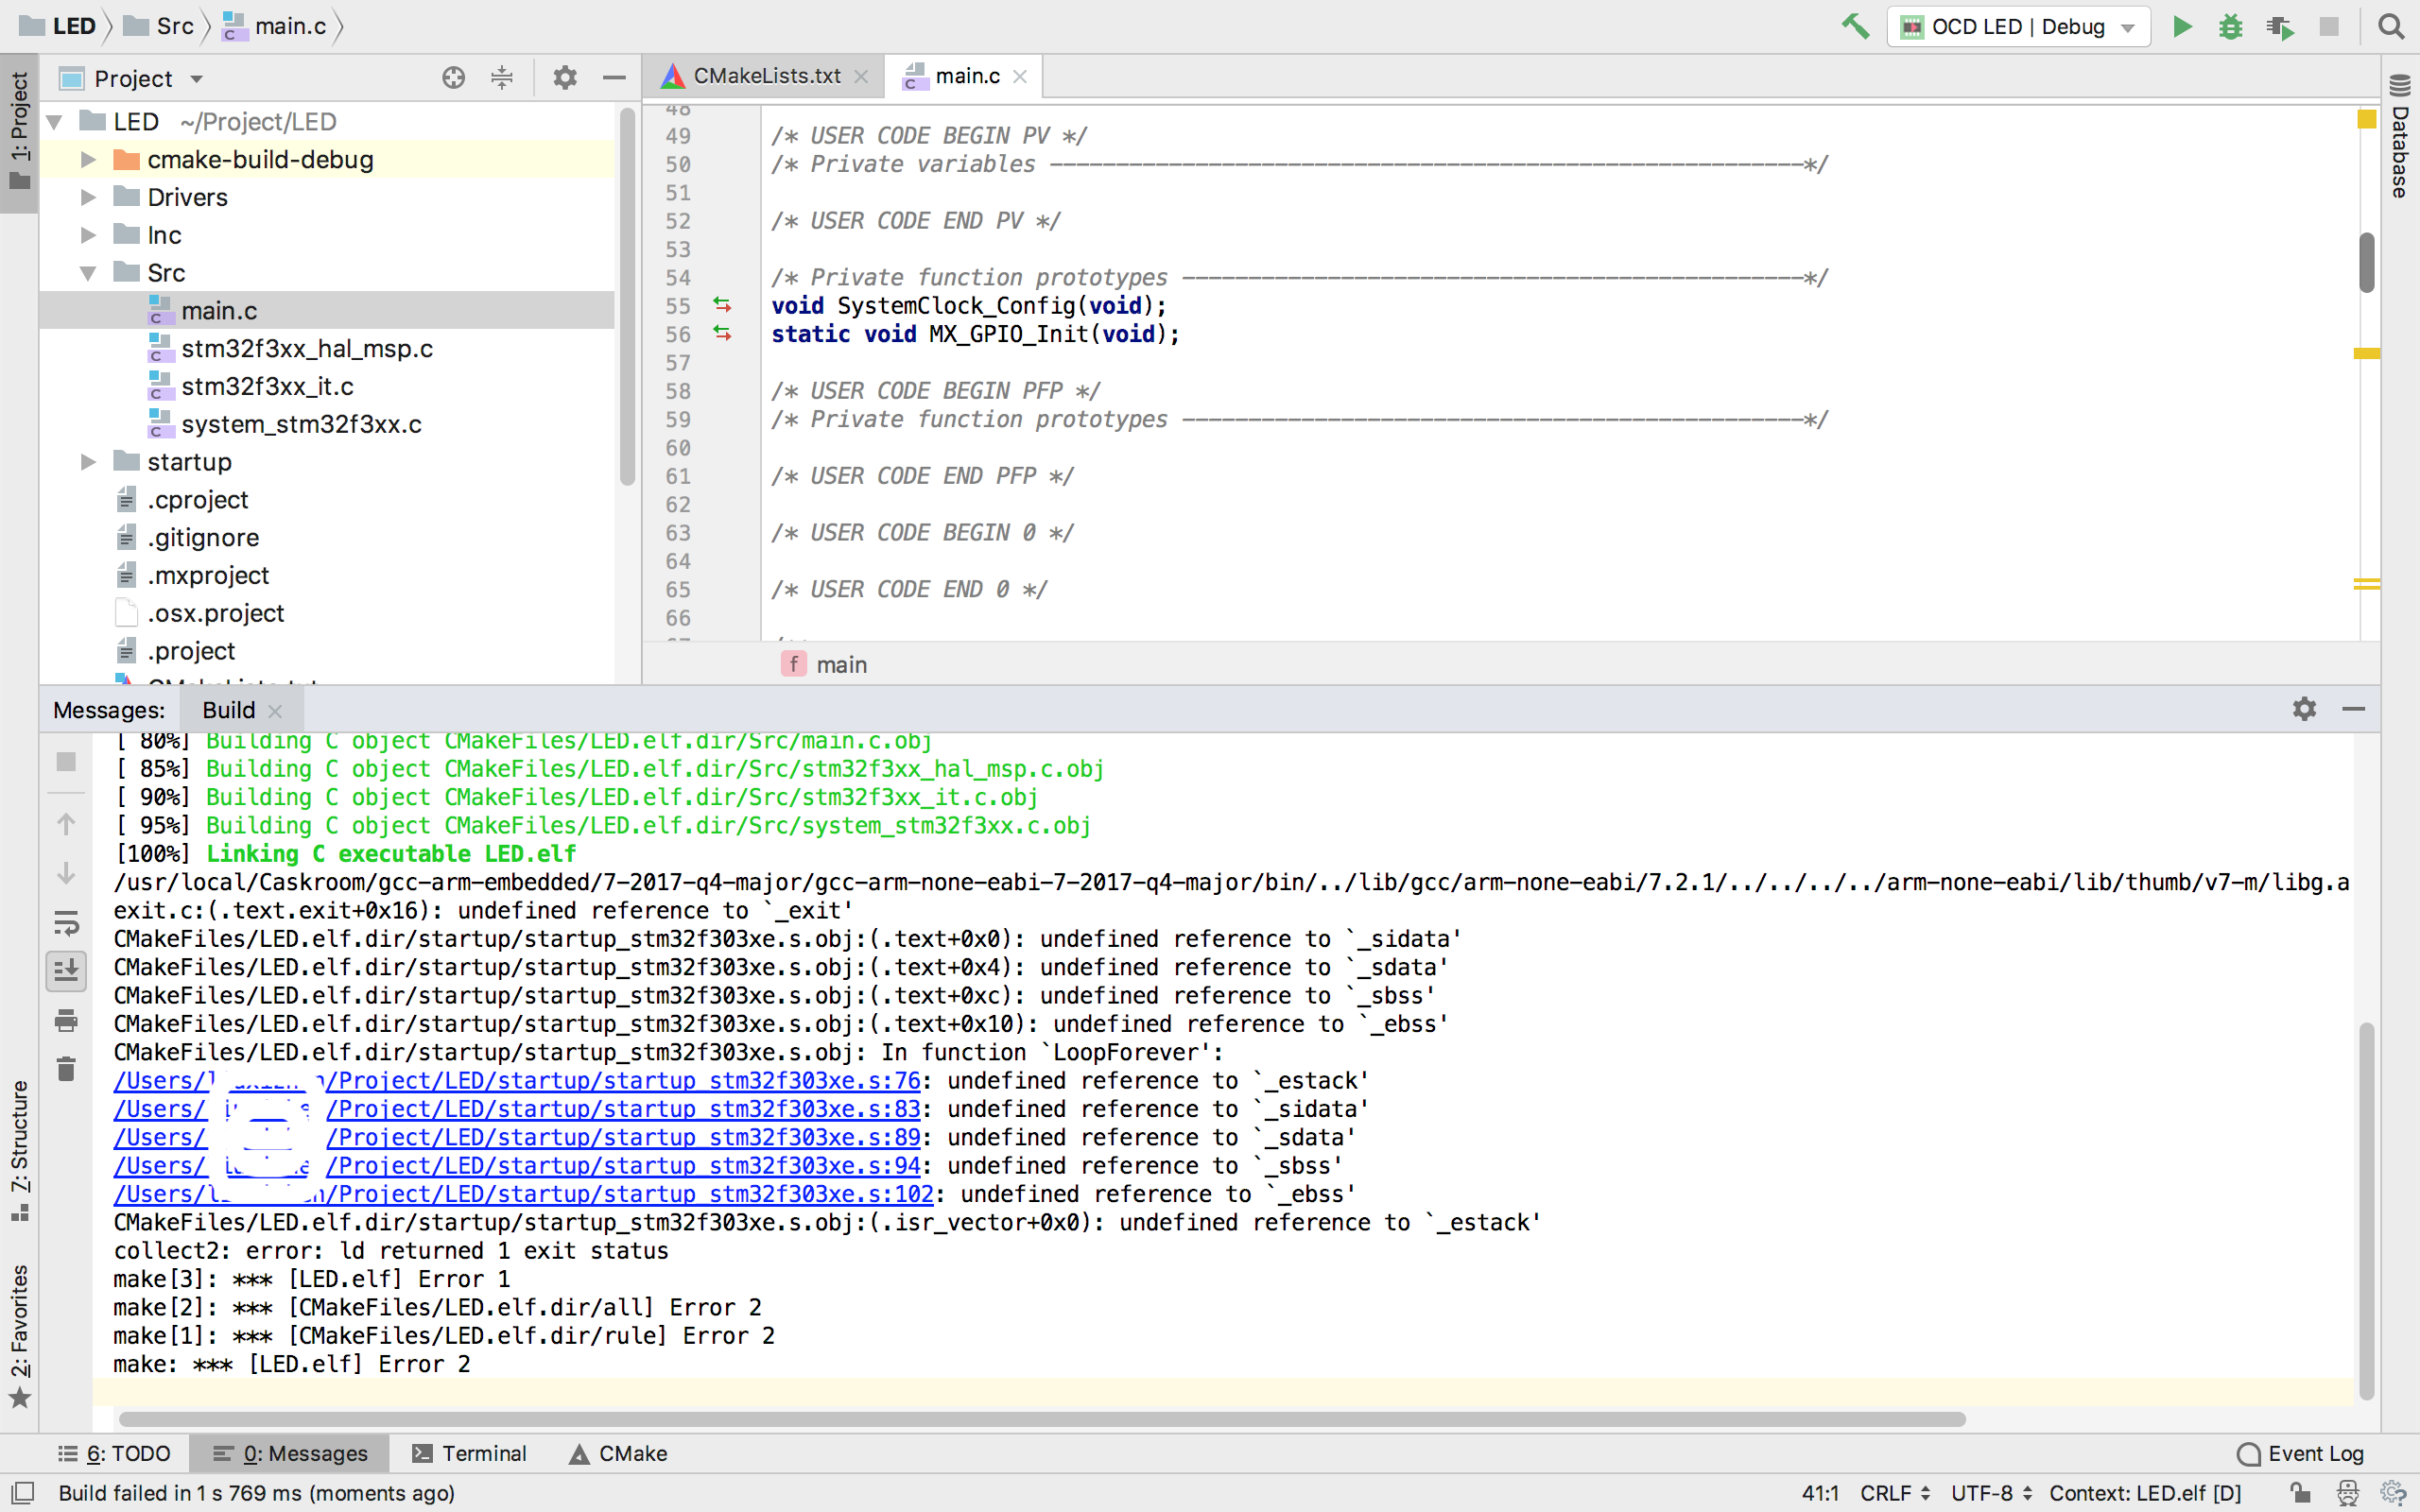 LED Src main.c
OCD LED | Debug
Project
CMakeLists.txt main.c
1: Project
Database
LED ~/Project/LED
cmake-build-debug
Drivers
Inc
Src
main.c
stm32f3xx_hal_msp.c
stm32f3xx_it.c
system_stm32f3xx.c
startup
.cproject
.gitignore
.mxproject
.osx.project
.project
48
49 /* USER CODE BEGIN PV */
50 /* Private variables ---------------------------------------------------------*/
51
52 /* USER CODE END PV */
53
54 /* Private function prototypes -----------------------------------------------*/
55 void SystemClock_Config(void);
56 static void MX_GPIO_Init(void);
57
58 /* USER CODE BEGIN PFP */
59 /* Private function prototypes -----------------------------------------------*/
60
61 /* USER CODE END PFP */
62
63 /* USER CODE BEGIN 0 */
64
65 /* USER CODE END 0 */
66
f main
Messages: Build
[ 80%] Building C object CMakeFiles/LED.elf.dir/Src/main.c.obj
[ 85%] Building C object CMakeFiles/LED.elf.dir/Src/stm32f3xx_hal_msp.c.obj
[ 90%] Building C object CMakeFiles/LED.elf.dir/Src/stm32f3xx_it.c.obj
[ 95%] Building C object CMakeFiles/LED.elf.dir/Src/system_stm32f3xx.c.obj
[100%] Linking C executable LED.elf
/usr/local/Caskroom/gcc-arm-embedded/7-2017-q4-major/gcc-arm-none-eabi-7-2017-q4-major/bin/../lib/gcc/arm-none-eabi/7.2.1/../../../../arm-none-eabi/lib/thumb/v7-m/libg.a
exit.c:(.text.exit+0x16): undefined reference to `_exit'
CMakeFiles/LED.elf.dir/startup/startup_stm32f303xe.s.obj:(.text+0x0): undefined reference to `_sidata'
CMakeFiles/LED.elf.dir/startup/startup_stm32f303xe.s.obj:(.text+0x4): undefined reference to `_sdata'
CMakeFiles/LED.elf.dir/startup/startup_stm32f303xe.s.obj:(.text+0xc): undefined reference to `_sbss'
CMakeFiles/LED.elf.dir/startup/startup_stm32f303xe.s.obj:(.text+0x10): undefined reference to `_ebss'
CMakeFiles/LED.elf.dir/startup/startup_stm32f303xe.s.obj: In function `LoopForever':
/Users/ /Project/LED/startup/startup_stm32f303xe.s:76: undefined reference to `_estack'
/Users/ /Project/LED/startup/startup_stm32f303xe.s:83: undefined reference to `_sidata'
/Users/ /Project/LED/startup/startup_stm32f303xe.s:89: undefined reference to `_sdata'
/Users/ /Project/LED/startup/startup_stm32f303xe.s:94: undefined reference to `_sbss'
/Users/ /Project/LED/startup/startup_stm32f303xe.s:102: undefined reference to `_ebss'
CMakeFiles/LED.elf.dir/startup/startup_stm32f303xe.s.obj:(.isr_vector+0x0): undefined reference to `_estack'
collect2: error: ld returned 1 exit status
make[3]: *** [LED.elf] Error 1
make[2]: *** [CMakeFiles/LED.elf.dir/all] Error 2
make[1]: *** [CMakeFiles/LED.elf.dir/rule] Error 2
make: *** [LED.elf] Error 2
7: Structure
2: Favorites
6: TODO 0: Messages Terminal CMake Event Log
Build failed in 1 s 769 ms (moments ago) 41:1 CRLF UTF-8 Context: LED.elf [D]